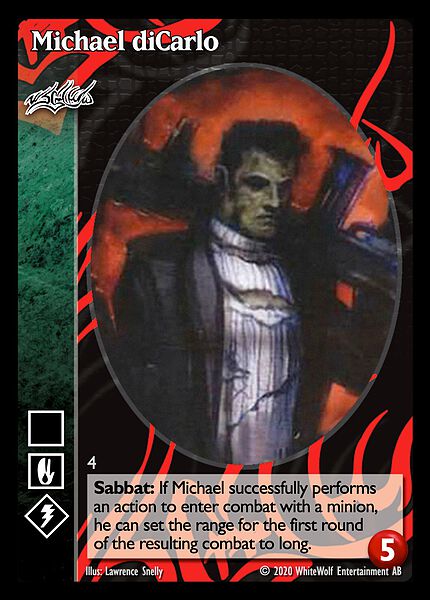 Michael diCarlo
4
Sabbat: If Michael successfully performs
an action to enter combat with a minion,
he can set the range for the first round
of the resulting combat to long.
5
Illus: Lawrence Snelly © 2020 WhiteWolf Entertainment AB